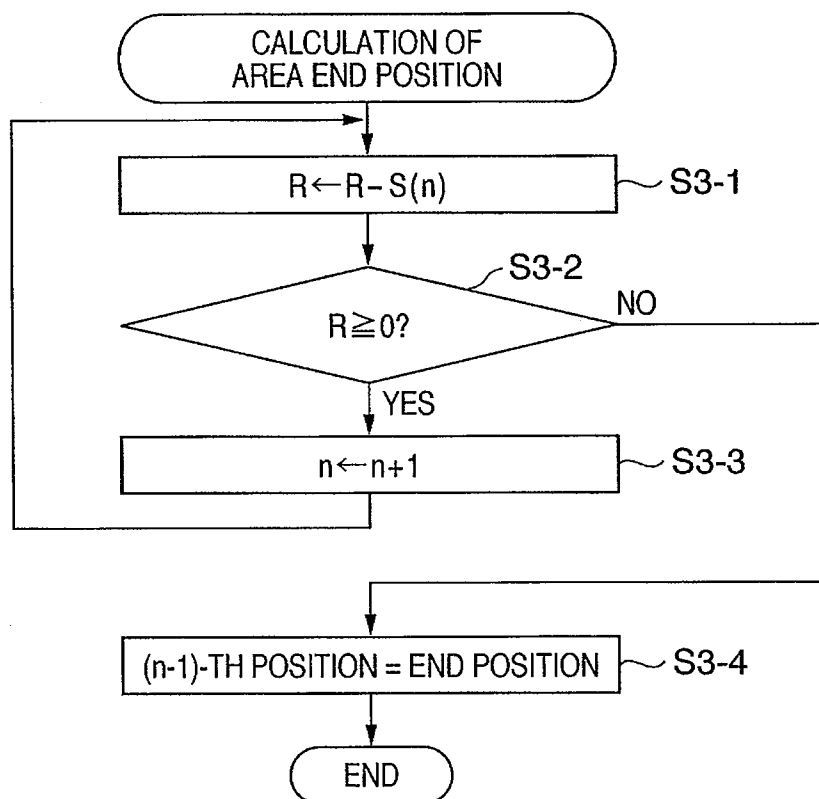 CALCULATION OF
AREA END POSITION
R←R−S(n)
S3-1
S3-2
R≧0?
NO
YES
n←n+1
S3-3
(n-1)-TH POSITION = END POSITION
S3-4
END